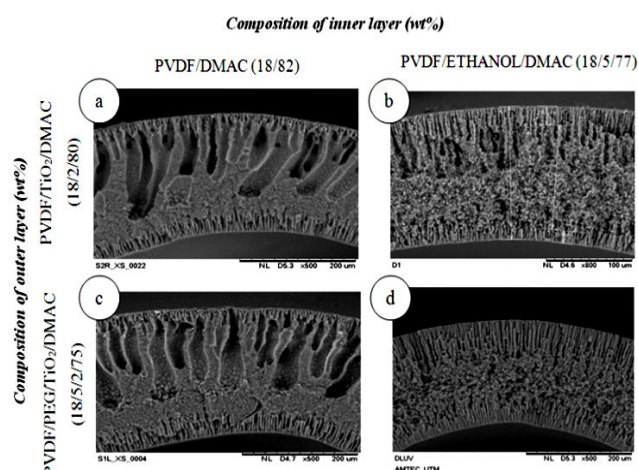 Composition of inner layer (wt%)
PVDF/DMAC (18/82)
PVDF/ETHANOL/DMAC (18/5/77)
Composition of outer layer (wt%)
PVDF/TiO₂/DMAC
(18/2/80)
a
S2R_XS_0022
NL D5.3 x500 200 um
b
D1
NL D4.6 x800 100 um
PVDF/PEG/TiO₂/DMAC
(18/5/2/75)
c
S1L_XS_0004
NL D4.7 x500 200 um
d
DLUV
NL D5.3 x500 200 um
AMTEC_UTM